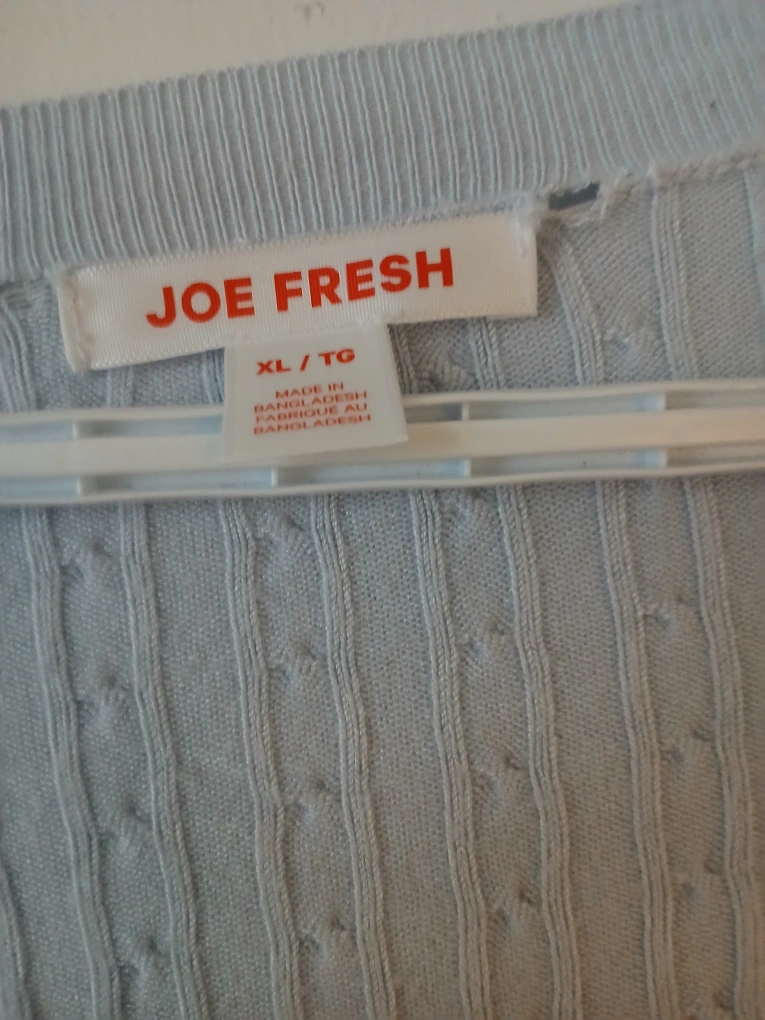 JOE FRESH
XL / TG
MADE IN
BANGLADESH
FABRIQUÉ AU
BANGLADESH